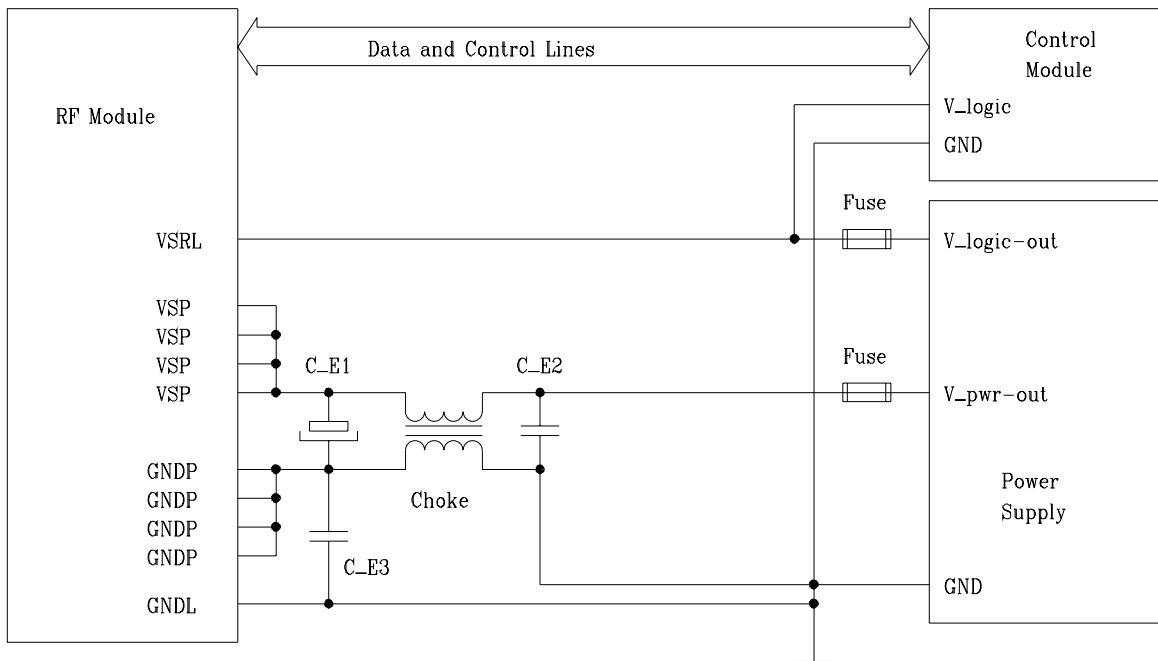 Data and Control Lines
Control
Module
V_logic
GND
RF Module
Fuse
VSRL
V_logic-out
VSP
VSP
VSP
VSP
C_E1
C_E2
Fuse
V_pwr-out
GNDP
GNDP
GNDP
GNDP
Choke
Power
Supply
C_E3
GND
GNDL